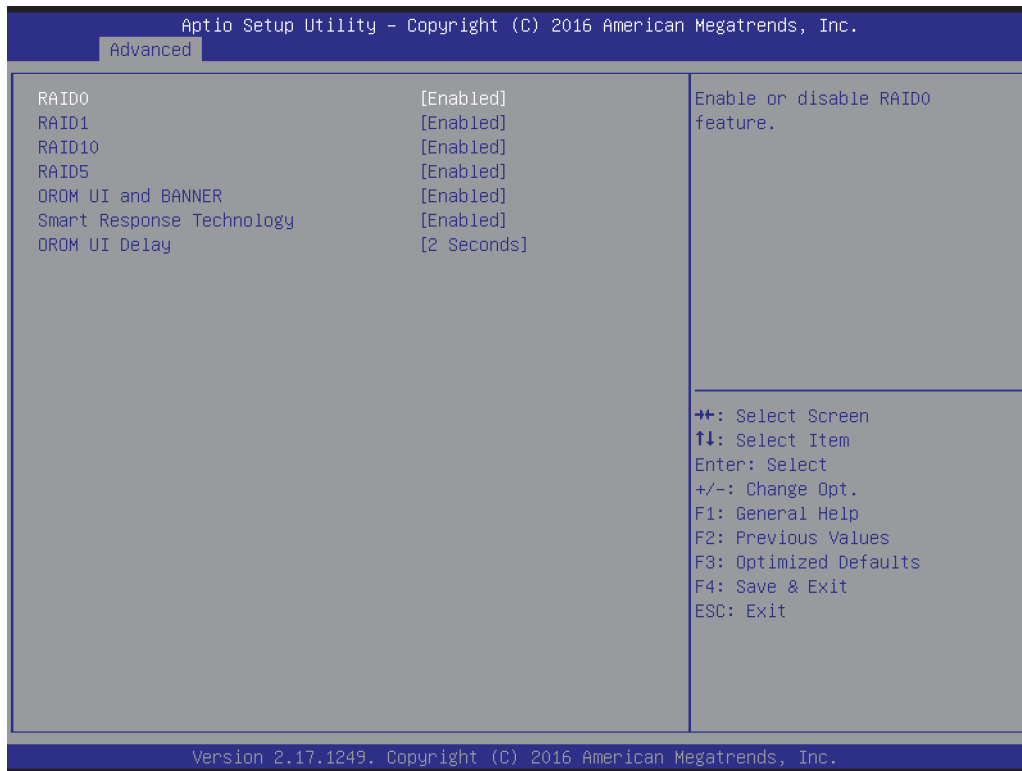 Aptio Setup Utility – Copyright (C) 2016 American Megatrends, Inc.
Advanced
RAID0 [Enabled]
RAID1 [Enabled]
RAID10 [Enabled]
RAID5 [Enabled]
OROM UI and BANNER [Enabled]
Smart Response Technology [Enabled]
OROM UI Delay [2 Seconds]
Enable or disable RAID0
feature.
→←: Select Screen
↑↓: Select Item
Enter: Select
+/-: Change Opt.
F1: General Help
F2: Previous Values
F3: Optimized Defaults
F4: Save & Exit
ESC: Exit
Version 2.17.1249. Copyright (C) 2016 American Megatrends, Inc.